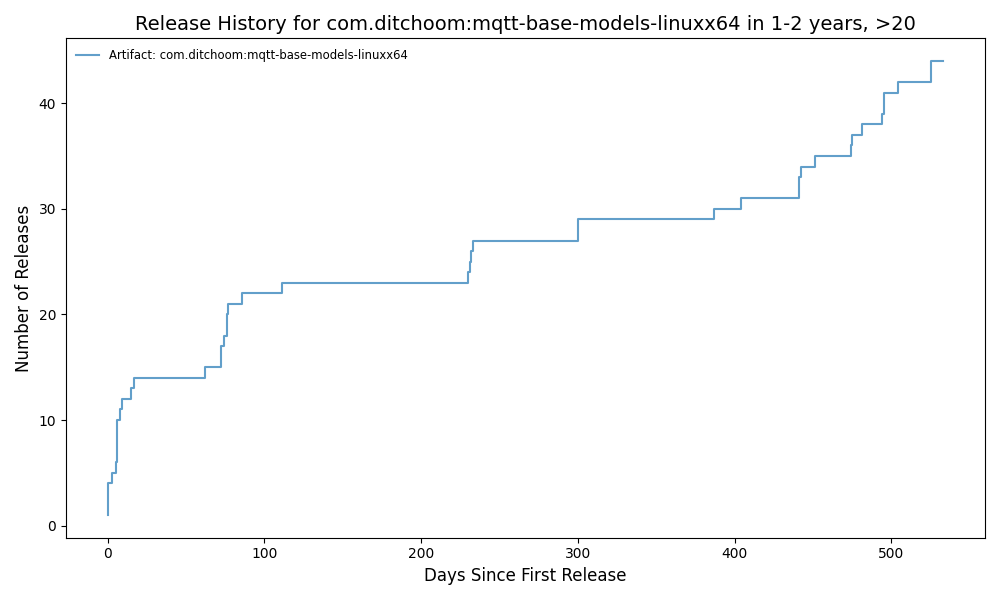 Release History for com.ditchoom:mqtt-base-models-linuxx64 in 1-2 years, >20
Artifact: com.ditchoom:mqtt-base-models-linuxx64
Number of Releases
40
30
20
10
0
0 100 200 300 400 500
Days Since First Release